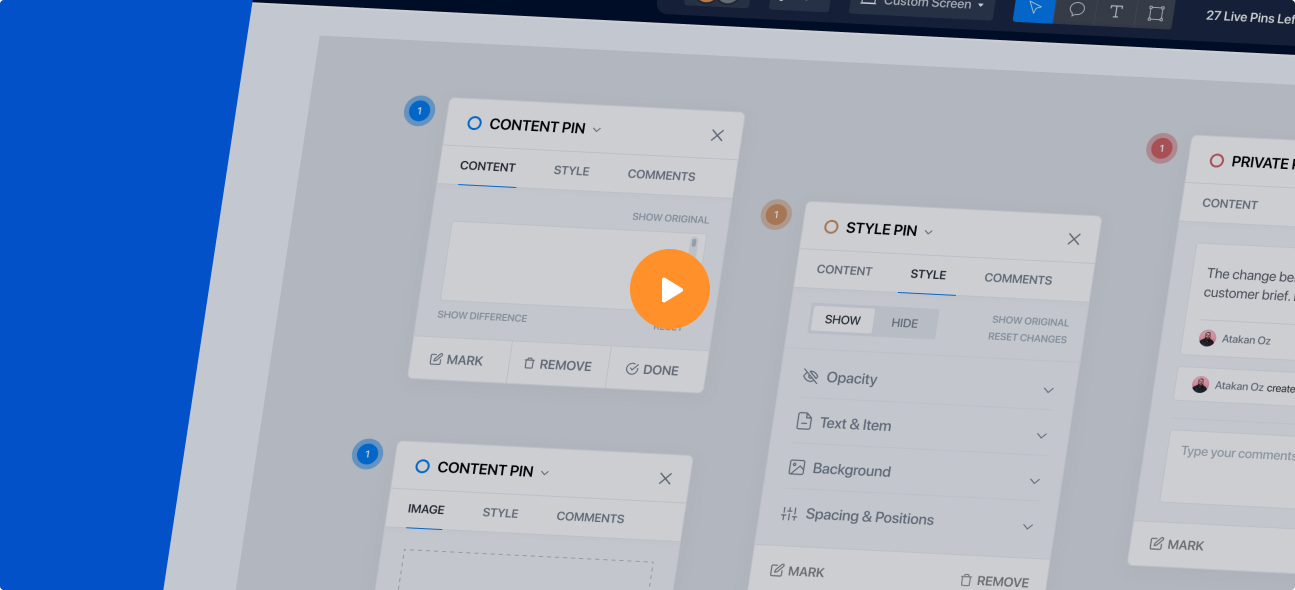 Custom Screen
27 Live Pins Lef
1
CONTENT PIN
CONTENT STYLE COMMENTS
SHOW ORIGINAL
SHOW DIFFERENCE
RESET
MARK REMOVE DONE
1
CONTENT PIN
IMAGE STYLE COMMENTS
1
STYLE PIN
CONTENT STYLE COMMENTS
SHOW HIDE
SHOW ORIGINAL
RESET CHANGES
Opacity
Text & Item
Background
Spacing & Positions
MARK REMOVE
1
PRIVATE
CONTENT
The change be
customer brief.
Atakan Oz
Atakan Oz create
Type your comments
MARK